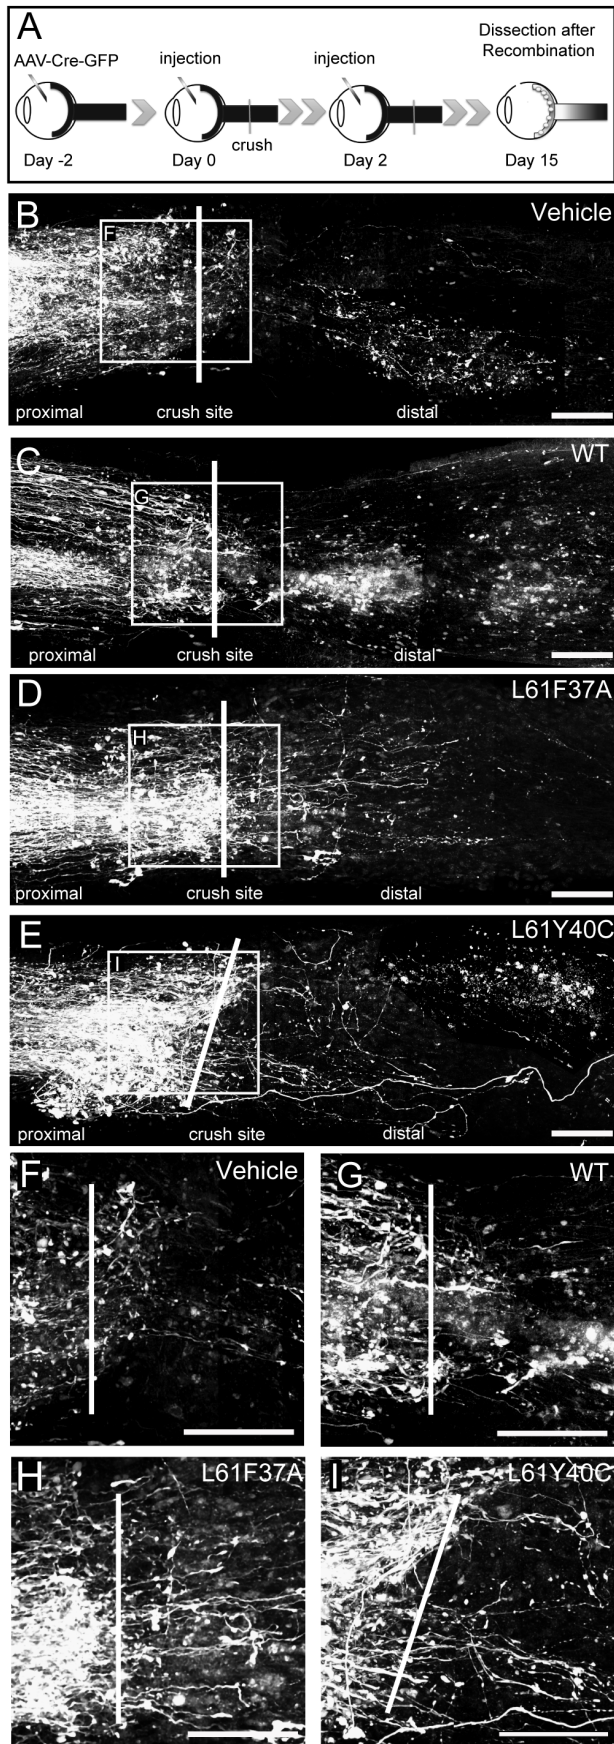 A
AAV-Cre-GFP
injection
injection
Dissection after
Recombination
crush
Day -2
Day 0
Day 2
Day 15
B
Vehicle
F
proximal
crush site
distal
C
WT
G
proximal
crush site
distal
D
L61F37A
H
proximal
crush site
distal
E
L61Y40C
I
proximal
crush site
distal
F
Vehicle
G
WT
H
L61F37A
I
L61Y40C